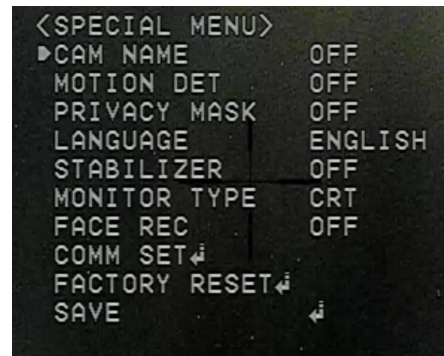 <SPECIAL MENU>
CAM NAME OFF
MOTION DET OFF
PRIVACY MASK OFF
LANGUAGE ENGLISH
STABILIZER OFF
MONITOR TYPE CRT
FACE REC OFF
COMM SET↲
FACTORY RESET↲
SAVE ↲